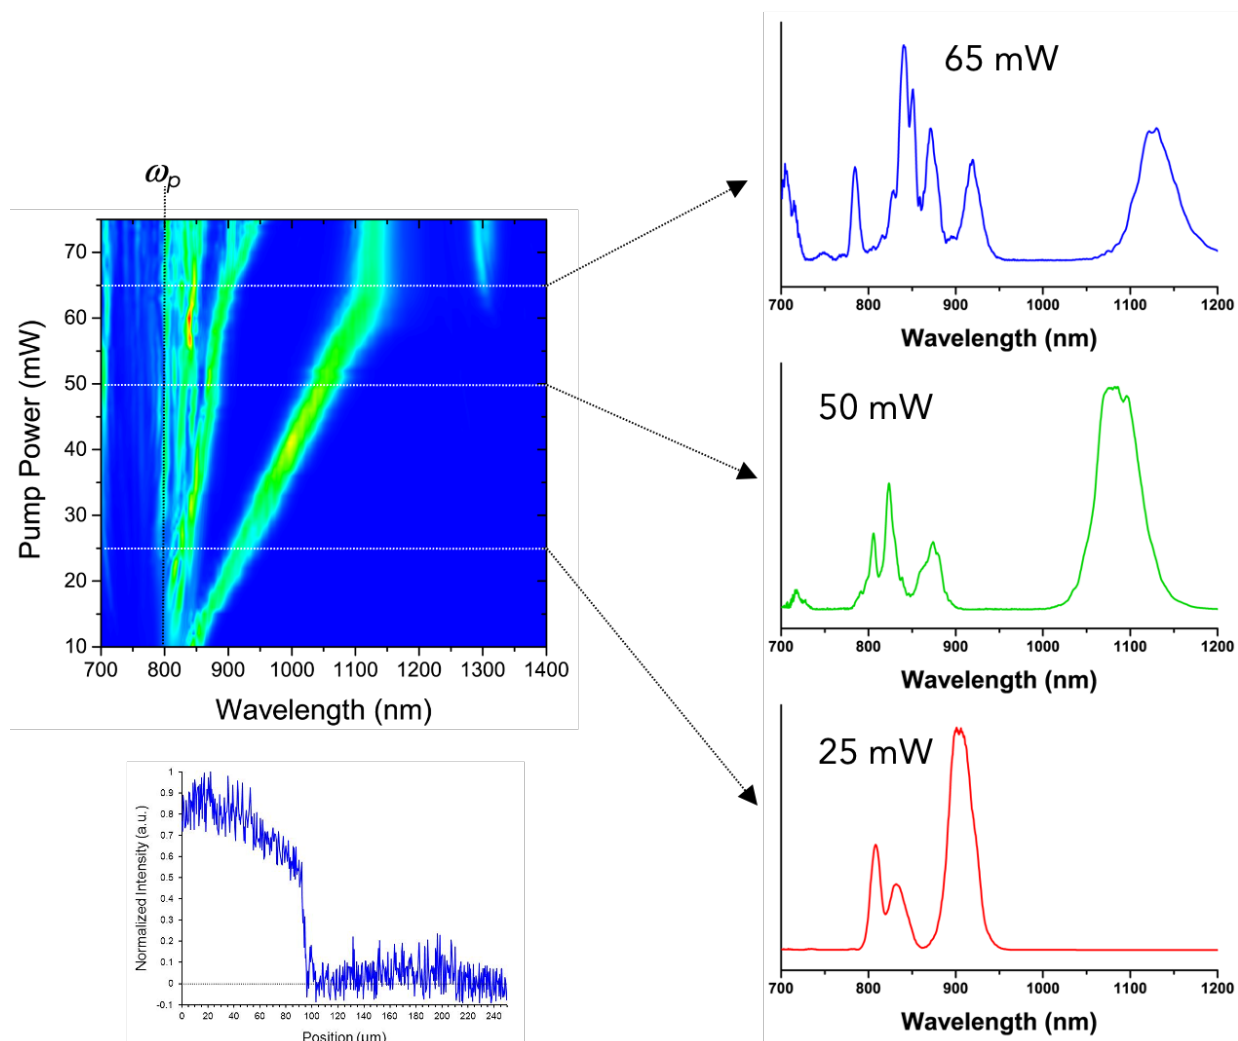 ωp
70
60
50
40
30
20
10
Pump Power (mW)
700 800 900 1000 1100 1200 1300 1400
Wavelength (nm)
65 mW
700 800 900 1000 1100 1200
Wavelength (nm)
50 mW
700 800 900 1000 1100 1200
Wavelength (nm)
25 mW
700 800 900 1000 1100 1200
Wavelength (nm)
1
0.9
0.8
0.7
0.6
0.5
0.4
0.3
0.2
0.1
0
-0.1
Normalized Intensity (a.u.)
0 20 40 60 80 100 120 140 160 180 200 220 240
Position (µm)